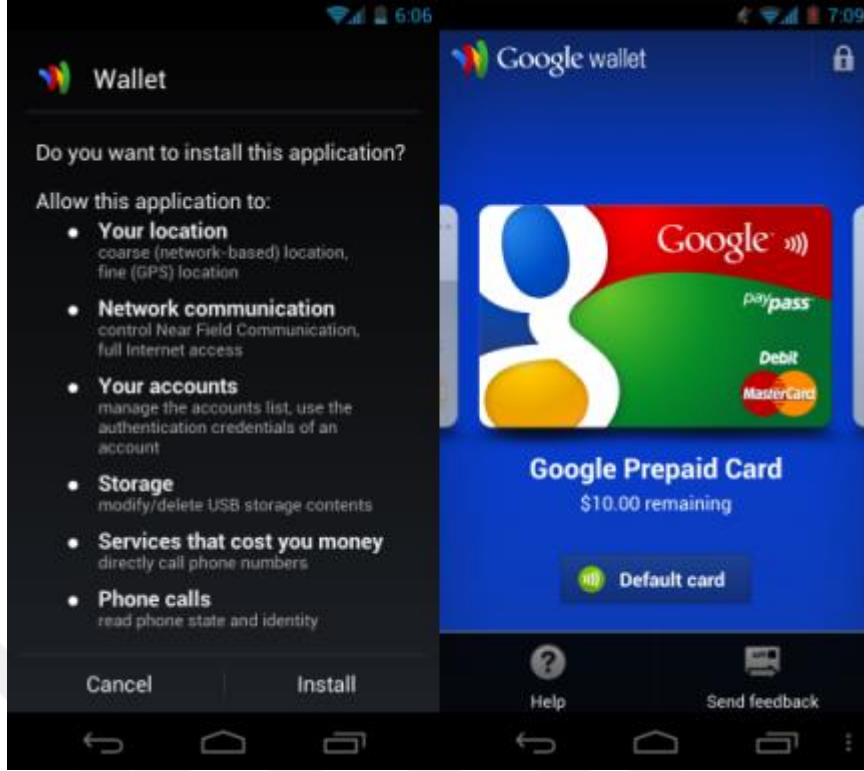 6:06
Wallet
Do you want to install this application?
Allow this application to:
• Your location
coarse (network-based) location,
fine (GPS) location
• Network communication
control Near Field Communication,
full Internet access
• Your accounts
manage the accounts list, use the
authentication credentials of an
account
• Storage
modify/delete USB storage contents
• Services that cost you money
directly call phone numbers
• Phone calls
read phone state and identity
Cancel
Install
7:09
Google wallet
Google
paypass
Debit
MasterCard
Google Prepaid Card
$10.00 remaining
Default card
Help
Send feedback